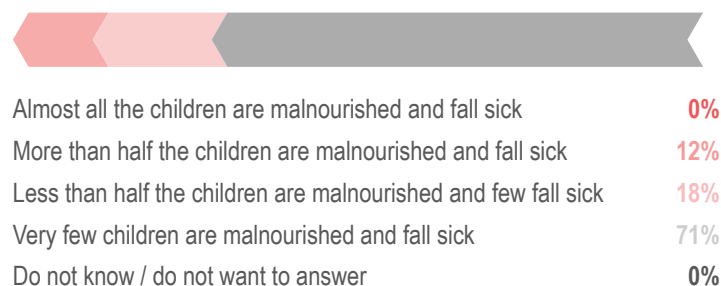 Almost all the children are malnourished and fall sick 0%
More than half the children are malnourished and fall sick 12%
Less than half the children are malnourished and few fall sick 18%
Very few children are malnourished and fall sick 71%
Do not know / do not want to answer 0%